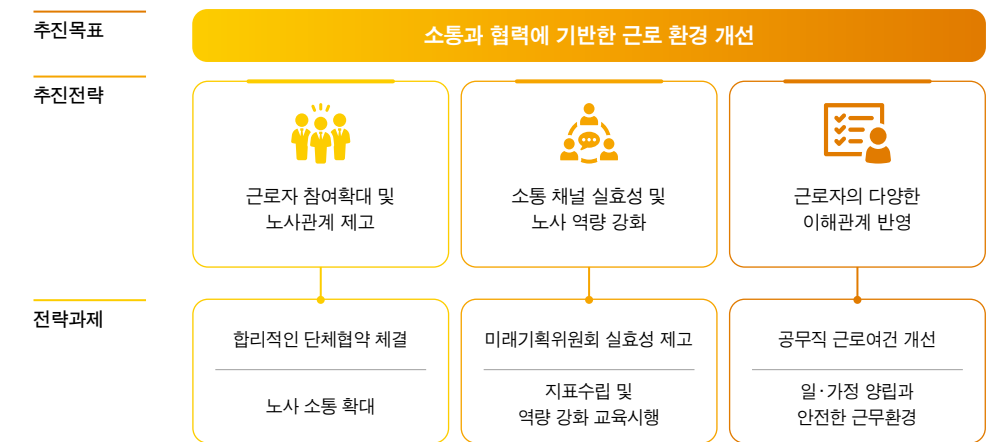 추진목표
소통과 협력에 기반한 근로 환경 개선
추진전략
근로자 참여확대 및
노사관계 제고
소통 채널 실효성 및
노사 역량 강화
근로자의 다양한
이해관계 반영
전략과제
합리적인 단체협약 체결
노사 소통 확대
미래기획위원회 실효성 제고
지표수립 및
역량 강화 교육시행
공무직 근로여건 개선
일·가정 양립과
안전한 근무환경